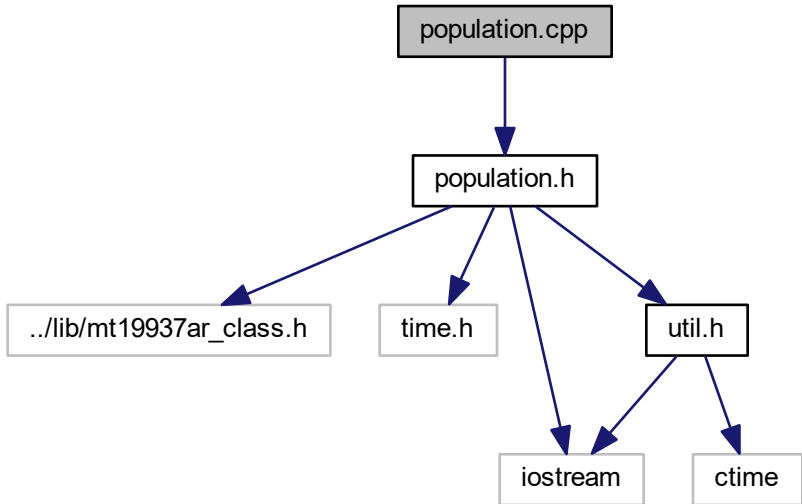 population.cpp
population.h
../lib/mt19937ar_class.h
time.h
util.h
iostream
ctime